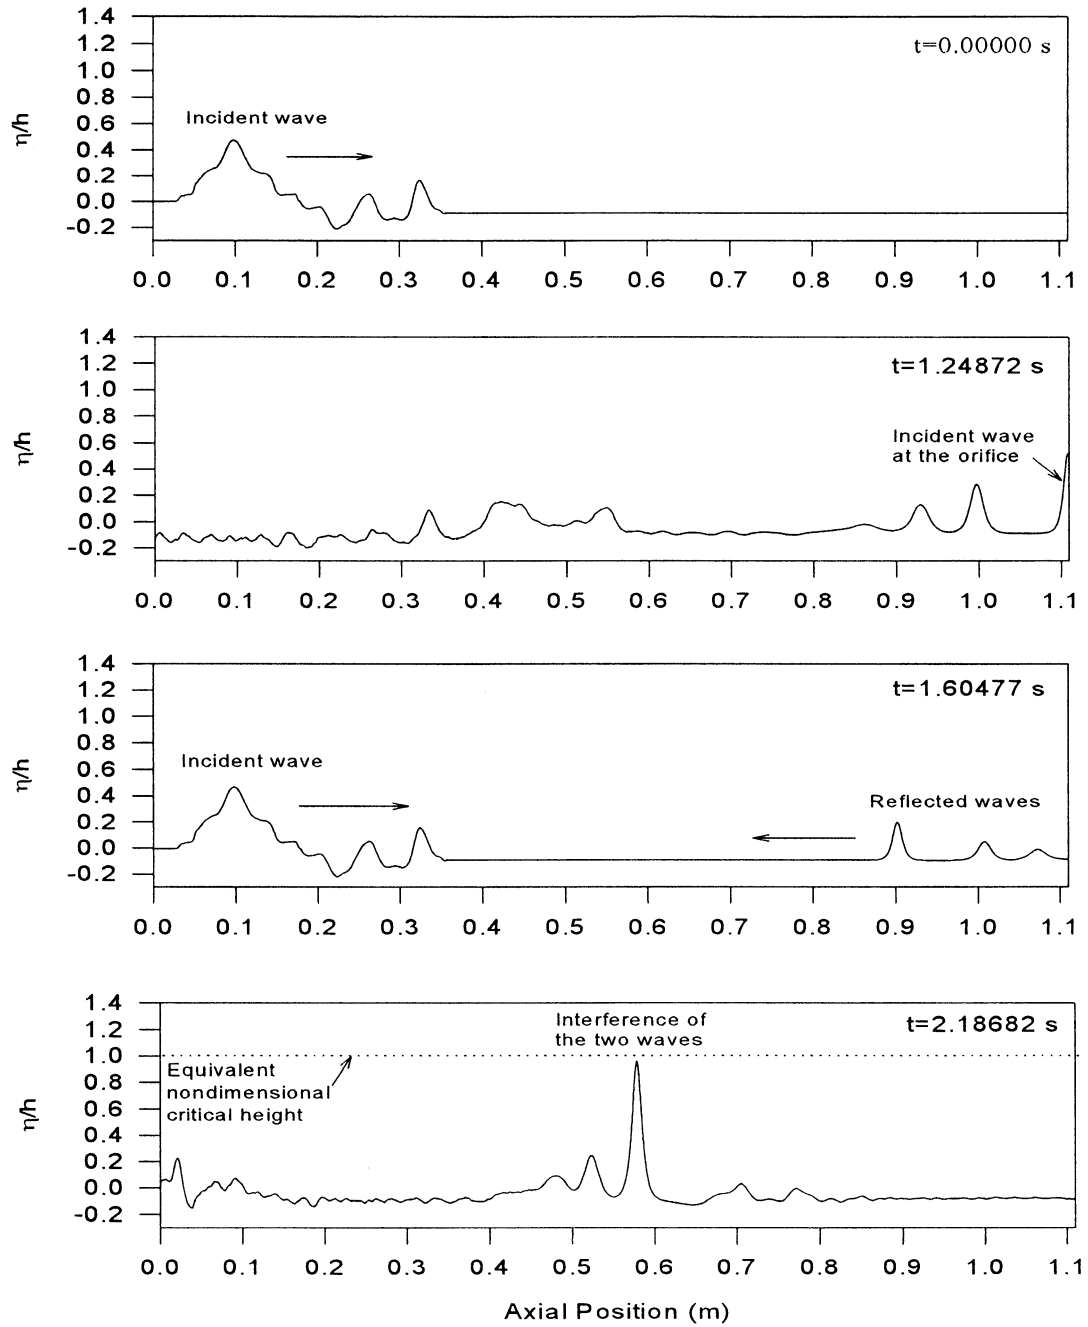 1.4
1.2
1.0
0.8
0.6
0.4
0.2
0.0
-0.2
η/h
t=0.00000 s
Incident wave
0.0 0.1 0.2 0.3 0.4 0.5 0.6 0.7 0.8 0.9 1.0 1.1
1.4
1.2
1.0
0.8
0.6
0.4
0.2
0.0
-0.2
η/h
t=1.24872 s
Incident wave
at the orifice
0.0 0.1 0.2 0.3 0.4 0.5 0.6 0.7 0.8 0.9 1.0 1.1
1.4
1.2
1.0
0.8
0.6
0.4
0.2
0.0
-0.2
η/h
t=1.60477 s
Incident wave
Reflected waves
0.0 0.1 0.2 0.3 0.4 0.5 0.6 0.7 0.8 0.9 1.0 1.1
1.4
1.2
1.0
0.8
0.6
0.4
0.2
0.0
-0.2
η/h
Interference of
the two waves
t=2.18682 s
Equivalent
nondimensional
critical height
0.0 0.1 0.2 0.3 0.4 0.5 0.6 0.7 0.8 0.9 1.0 1.1
Axial Position (m)